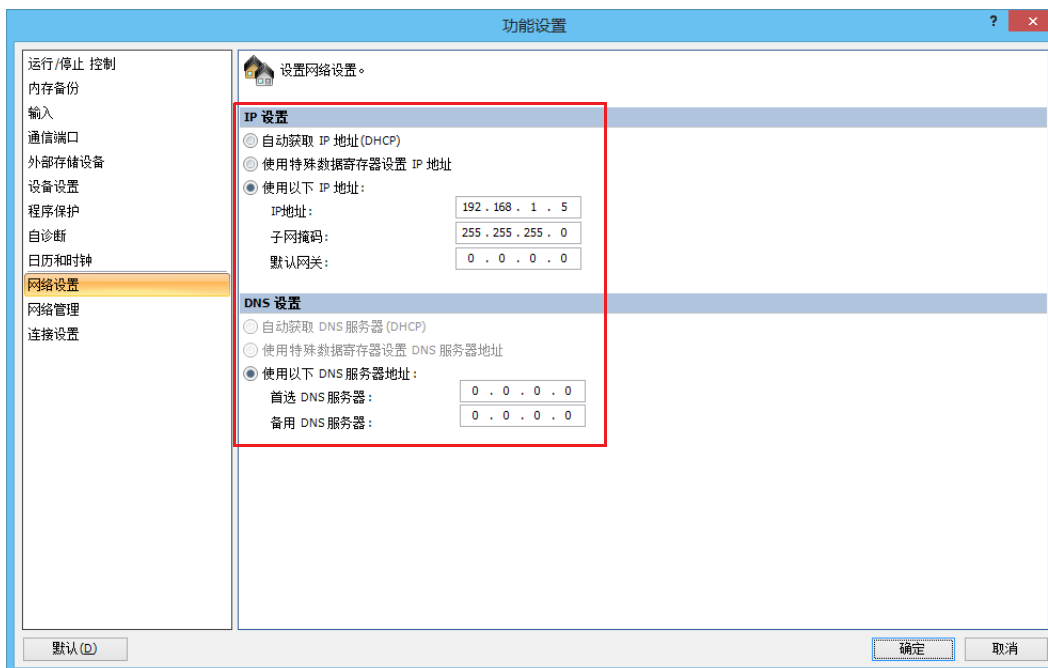 功能设置
?
×
运行/停止 控制
内存备份
输入
通信端口
外部存储设备
设备设置
程序保护
自诊断
日历和时钟
网络设置
网络管理
连接设置
设置网络设置。
IP 设置
自动获取 IP 地址(DHCP)
使用特殊数据寄存器设置 IP 地址
使用以下 IP 地址:
IP地址: 192 . 168 . 1 . 5
子网掩码: 255 . 255 . 255 . 0
默认网关: 0 . 0 . 0 . 0
DNS 设置
自动获取 DNS 服务器(DHCP)
使用特殊数据寄存器设置 DNS 服务器地址
使用以下 DNS 服务器地址:
首选 DNS 服务器: 0 . 0 . 0 . 0
备用 DNS 服务器: 0 . 0 . 0 . 0
默认(D)
确定
取消